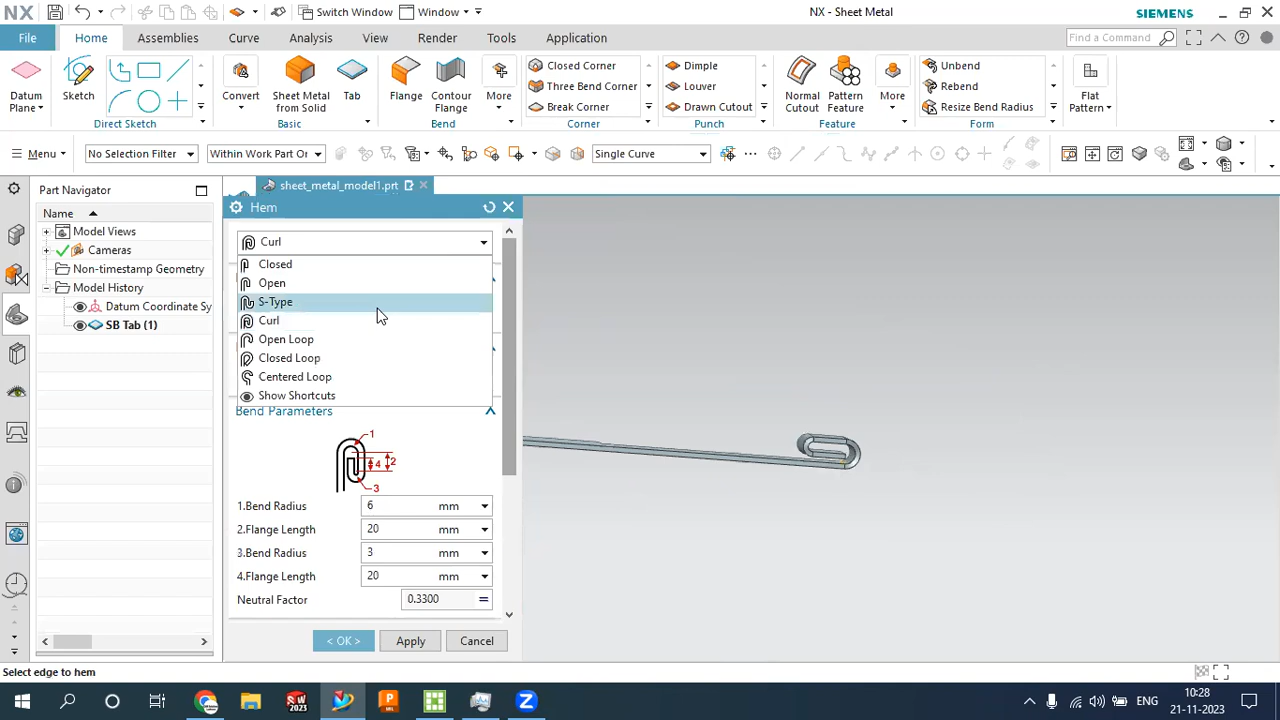 NX
Switch Window
Window
NX - Sheet Metal
SIEMENS
File
Home
Assemblies
Curve
Analysis
View
Render
Tools
Application
Find a Command
Datum
Plane
Sketch
Direct Sketch
Convert
Sheet Metal
from Solid
Tab
Basic
Flange
Contour
Flange
More
Bend
Closed Corner
Three Bend Corner
Break Corner
Corner
Dimple
Louver
Drawn Cutout
Punch
Normal
Cutout
Pattern
Feature
More
Feature
Unbend
Rebend
Resize Bend Radius
Form
Flat
Pattern
Menu
No Selection Filter
Within Work Part On
Single Curve
Part Navigator
sheet_metal_model1.prt
Name
Model Views
Cameras
Non-timestamp Geometry
Model History
Datum Coordinate Sy
SB Tab (1)
Hem
Curl
Closed
Open
S-Type
Curl
Open Loop
Closed Loop
Centered Loop
Show Shortcuts
Bend Parameters
1
4
2
3
1.Bend Radius 6 mm
2.Flange Length 20 mm
3.Bend Radius 3 mm
4.Flange Length 20 mm
Neutral Factor 0.3300 =
< OK >
Apply
Cancel
Select edge to hem
ENG
10:28
21-11-2023
SW
2023
P
Z